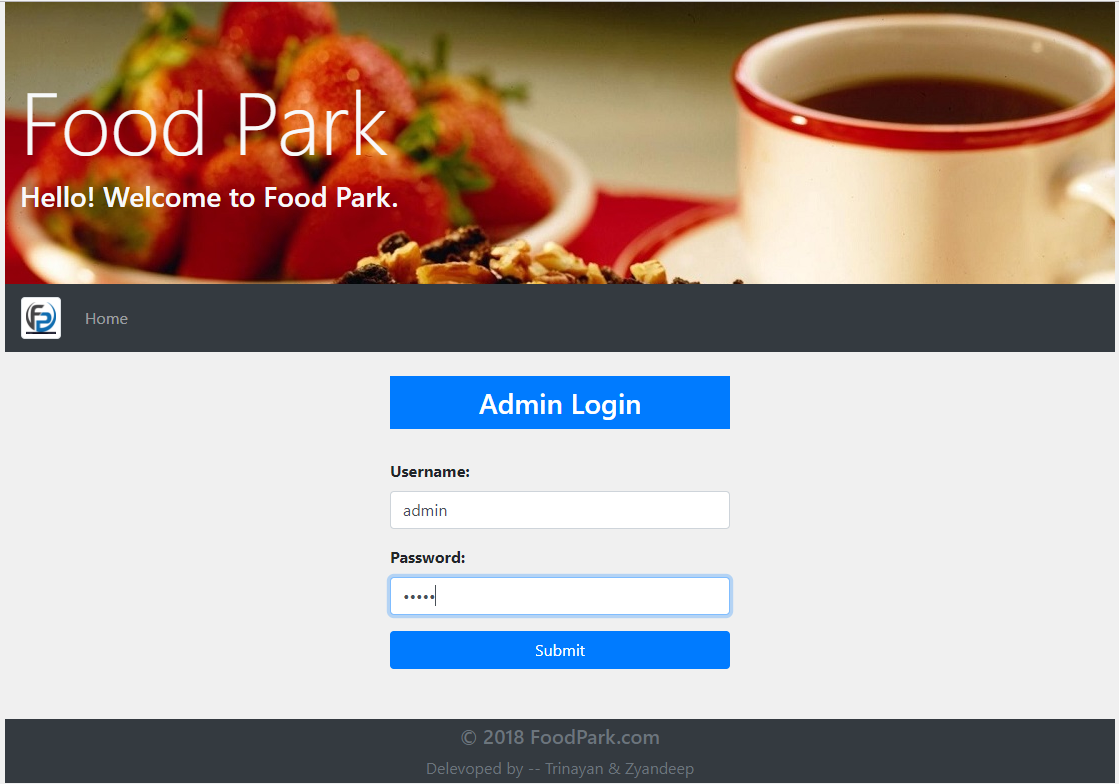 Food Park
Hello! Welcome to Food Park.
FP Home
Admin Login
Username:
admin
Password:
•••••
Submit
© 2018 FoodPark.com
Delevoped by -- Trinayan & Zyandeep